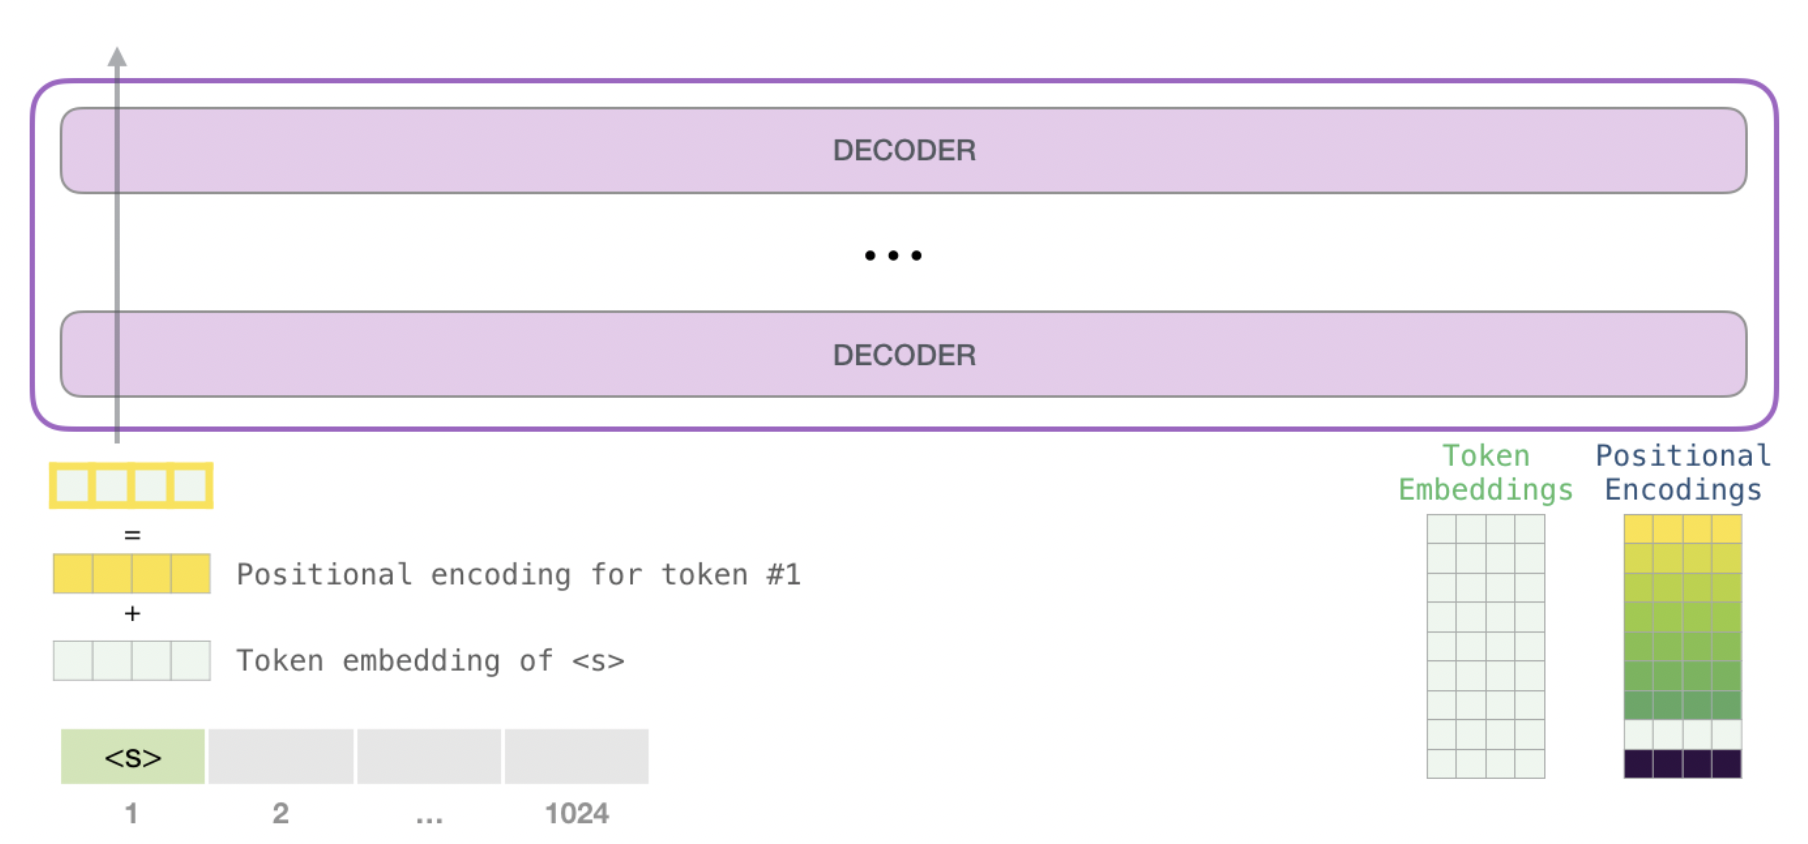 DECODER
...
DECODER
Token Embeddings
Positional Encodings
=
Positional encoding for token #1
+
Token embedding of <s>
<s>
1 2 ... 1024